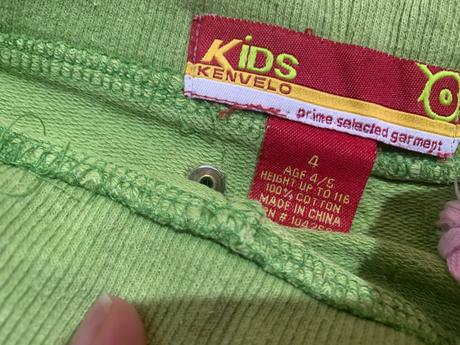 KiDS
KENVELO
prime selected garment
4
AGE 4/5
HEIGHT UP TO 116
100% COTTON
MADE IN CHINA